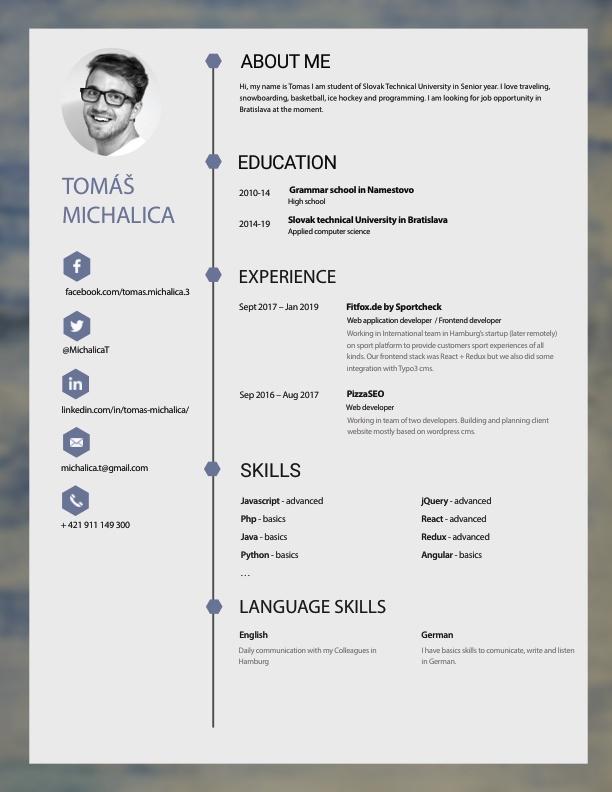 TOMÁŠ
MICHALICA
facebook.com/tomas.michalica.3
@MichalicaT
linkedin.com/in/tomas-michalica/
michalica.t@gmail.com
+ 421 911 149 300
ABOUT ME
Hi, my name is Tomas I am student of Slovak Technical University in Senior year. I love traveling,
snowboarding, basketball, ice hockey and programming. I am looking for job opportunity in
Bratislava at the moment.
EDUCATION
2010-14 Grammar school in Namestovo
High school
2014-19 Slovak technical University in Bratislava
Applied computer science
EXPERIENCE
Sept 2017 – Jan 2019 Fitfox.de by Sportcheck
Web application developer / Frontend developer
Working in International team in Hamburg's startup (later remotely)
on sport platform to provide customers sport experiences of all
kinds. Our frontend stack was React + Redux but we also did some
integration with Typo3 cms.
Sep 2016 – Aug 2017 PizzaSEO
Web developer
Working in team of two developers. Building and planning client
website mostly based on wordpress cms.
SKILLS
Javascript - advanced jQuery - advanced
Php - basics React - advanced
Java - basics Redux - advanced
Python - basics Angular - basics
...
LANGUAGE SKILLS
English German
Daily communication with my Colleagues in I have basics skills to comunicate, write and listen
Hamburg in German.